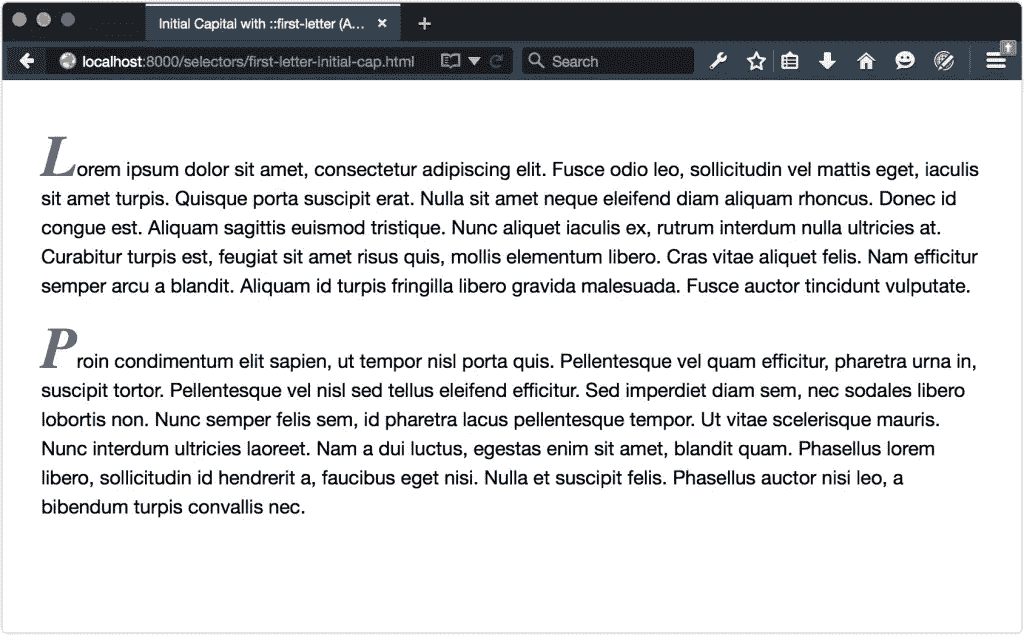 Initial Capital with ::first-letter (A...
localhost:8000/selectors/first-letter-initial-cap.html
Search
Lorem ipsum dolor sit amet, consectetur adipiscing elit. Fusce odio leo, sollicitudin vel mattis eget, iaculis
sit amet turpis. Quisque porta suscipit erat. Nulla sit amet neque eleifend diam aliquam rhoncus. Donec id
congue est. Aliquam sagittis euismod tristique. Nunc aliquet iaculis ex, rutrum interdum nulla ultricies at.
Curabitur turpis est, feugiat sit amet risus quis, mollis elementum libero. Cras vitae aliquet felis. Nam efficitur
semper arcu a blandit. Aliquam id turpis fringilla libero gravida malesuada. Fusce auctor tincidunt vulputate.
Proin condimentum elit sapien, ut tempor nisl porta quis. Pellentesque vel quam efficitur, pharetra urna in,
suscipit tortor. Pellentesque vel nisl sed tellus eleifend efficitur. Sed imperdiet diam sem, nec sodales libero
lobortis non. Nunc semper felis sem, id pharetra lacus pellentesque tempor. Ut vitae scelerisque mauris.
Nunc interdum ultricies laoreet. Nam a dui luctus, egestas enim sit amet, blandit quam. Phasellus lorem
libero, sollicitudin id hendrerit a, faucibus eget nisi. Nulla et suscipit felis. Phasellus auctor nisi leo, a
bibendum turpis convallis nec.